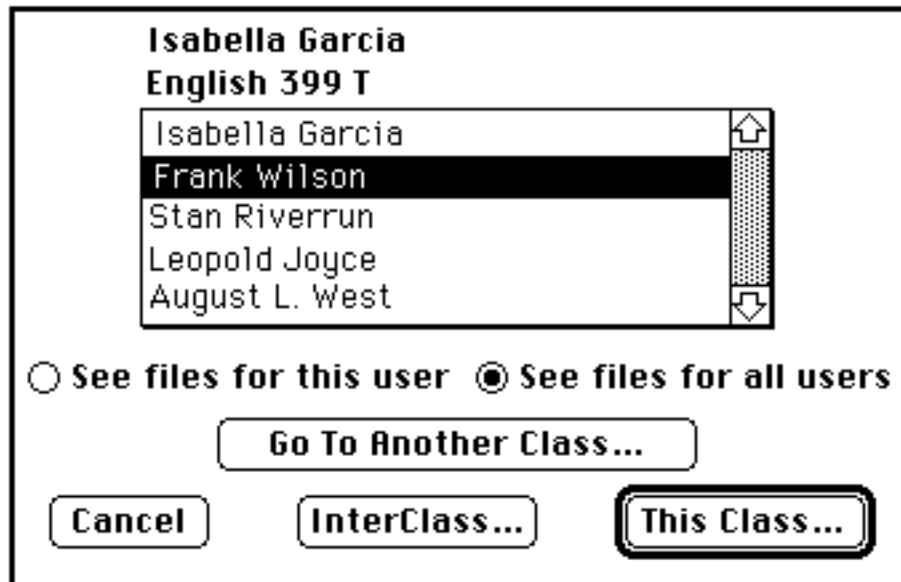 Isabella Garcia
English 399 T
Isabella Garcia
Frank Wilson
Stan Riverrun
Leopold Joyce
August L. West
See files for this user See files for all users
Go To Another Class...
Cancel InterClass... This Class...